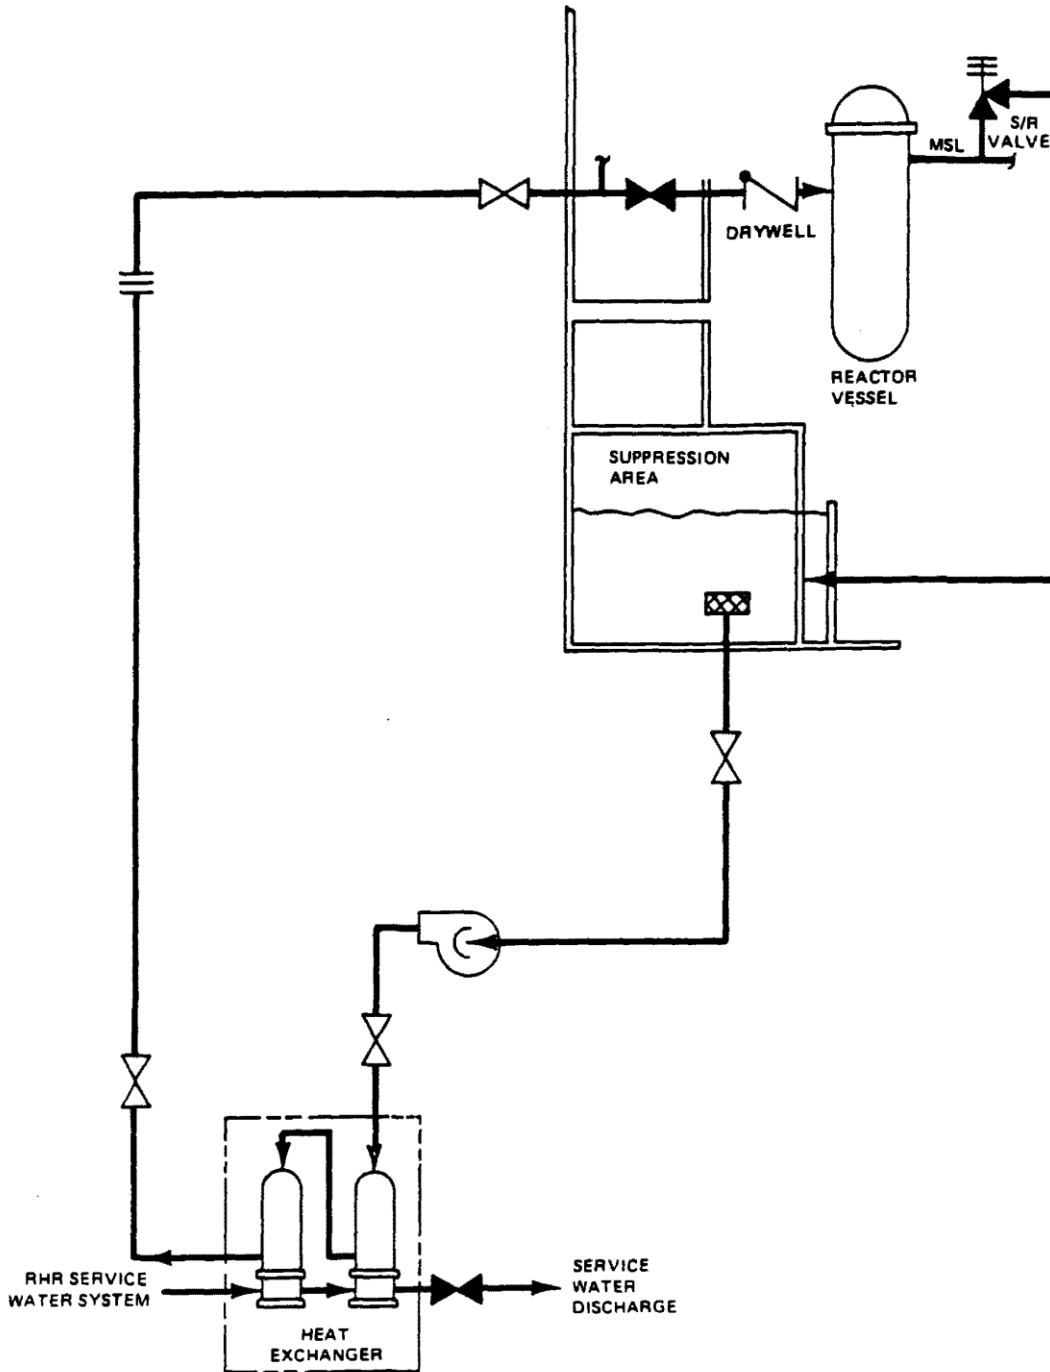 S/R
VALVE
MSL
DRYWELL
REACTOR
VESSEL
SUPPRESSION
AREA
RHR SERVICE
WATER SYSTEM
SERVICE
WATER
DISCHARGE
HEAT
EXCHANGER